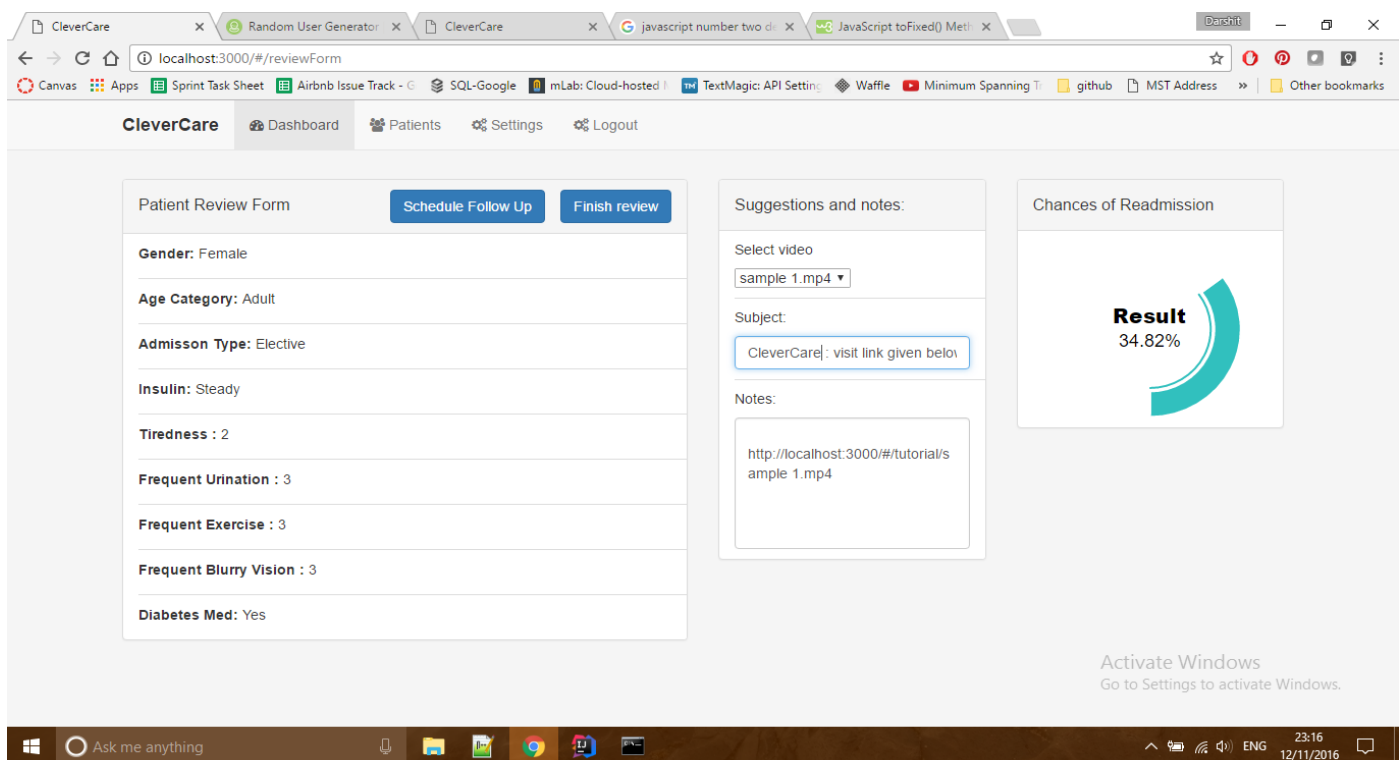 CleverCare
Random User Generator
CleverCare
javascript number two de
JavaScript toFixed() Meth
Darshit
localhost:3000/#/reviewForm
Canvas Apps Sprint Task Sheet Airbnb Issue Track - G SQL-Google mLab: Cloud-hosted TextMagic: API Setting Waffle Minimum Spanning Tr github MST Address » Other bookmarks
CleverCare Dashboard Patients Settings Logout
Patient Review Form Schedule Follow Up Finish review
Gender: Female
Age Category: Adult
Admisson Type: Elective
Insulin: Steady
Tiredness : 2
Frequent Urination : 3
Frequent Exercise : 3
Frequent Blurry Vision : 3
Diabetes Med: Yes
Suggestions and notes:
Select video
sample 1.mp4
Subject:
CleverCare : visit link given below
Notes:
http://localhost:3000/#/tutorial/s
ample 1.mp4
Chances of Readmission
Result
34.82%
Activate Windows
Go to Settings to activate Windows.
Ask me anything
ENG
23:16
12/11/2016